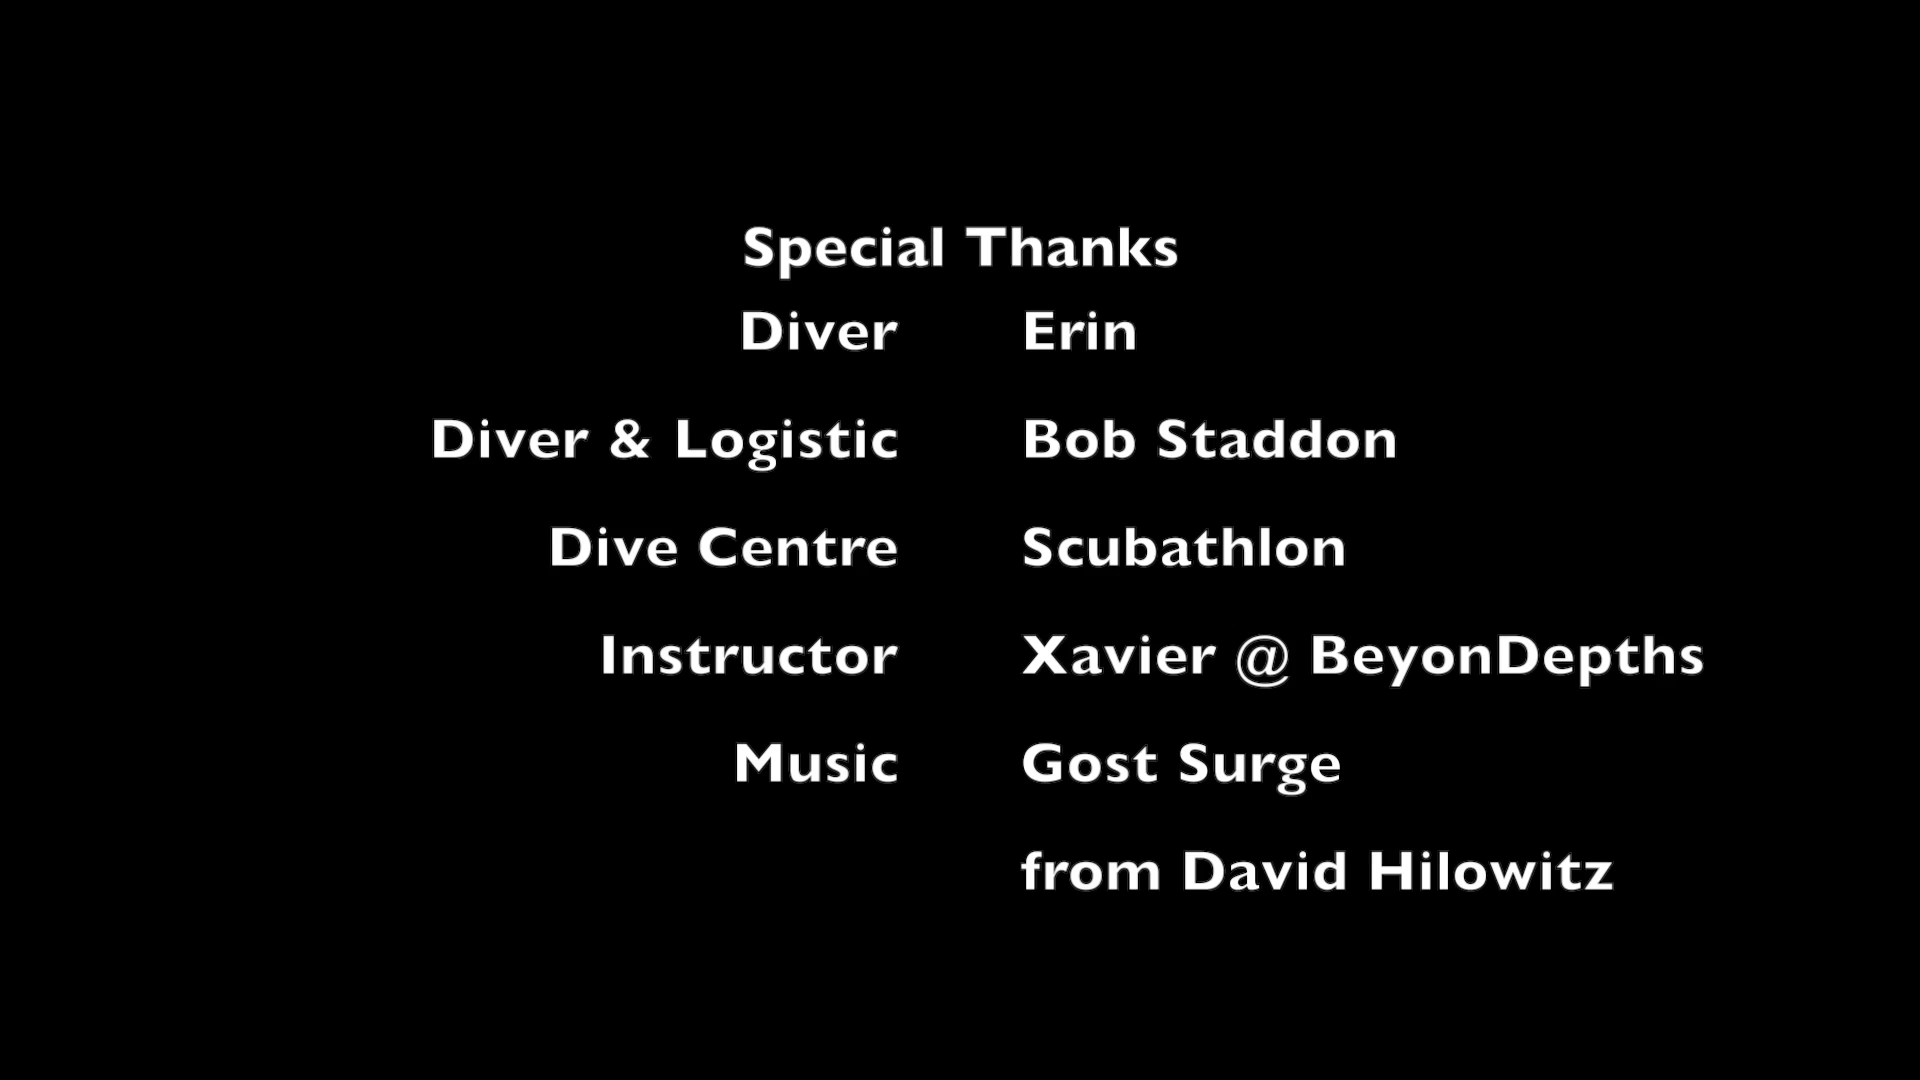 Special Thanks
Diver Erin
Diver & Logistic Bob Staddon
Dive Centre Scubathlon
Instructor Xavier @ BeyonDepths
Music Gost Surge
from David Hilowitz